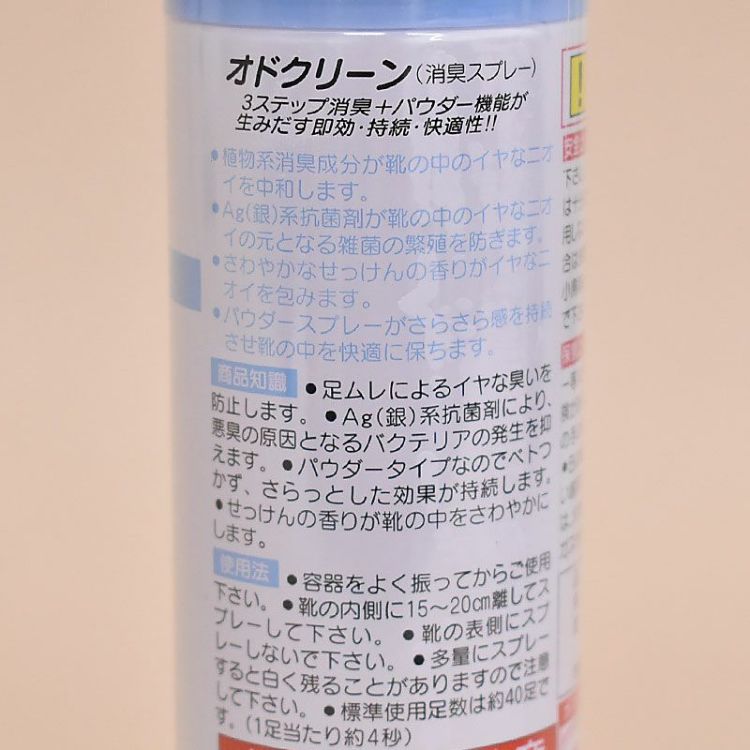 オドクリーン(消臭スプレー)
3ステップ消臭＋パウダー機能が
生みだす即効・持続・快適性!!
●植物系消臭成分が靴の中のイヤなニオ
イを中和します。
●Ag(銀)系抗菌剤が靴の中のイヤなニオ
イの元となる雑菌の繁殖を防ぎます。
●さわやかなせっけんの香りがイヤなニ
オイを包みます。
●パウダースプレーがさらさら感を持続
させ靴の中を快適に保ちます。
商品知識 ●足ムレによるイヤな臭いを
防止します。●Ag(銀)系抗菌剤により、
悪臭の原因となるバクテリアの発生を抑
えます。●パウダータイプなのでベトつ
かず、さらっとした効果が持続します。
●せっけんの香りが靴の中をさわやかに
します。
使用法 ●容器をよく振ってからご使用
下さい。●靴の内側に15〜20cm離してス
プレーして下さい。●靴の表側にスプ
レーしないで下さい。●多量にスプレー
すると白く残ることがありますので注意
して下さい。●標準使用足数は約40足で
す。(1足当たり約4秒)